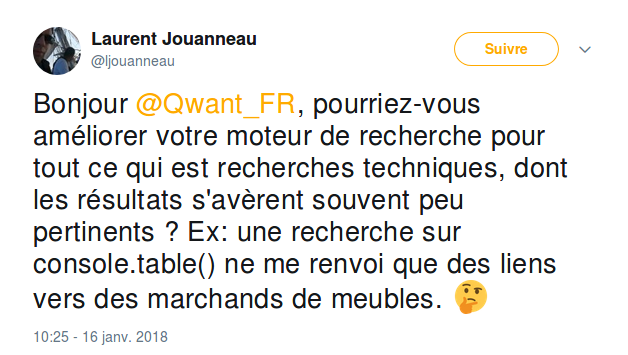 Laurent Jouanneau
@ljouanneau
Suivre
Bonjour @Qwant_FR, pourriez-vous
améliorer votre moteur de recherche pour
tout ce qui est recherches techniques, dont
les résultats s'avèrent souvent peu
pertinents ? Ex: une recherche sur
console.table() ne me renvoi que des liens
vers des marchands de meubles. 🤔
10:25 - 16 janv. 2018